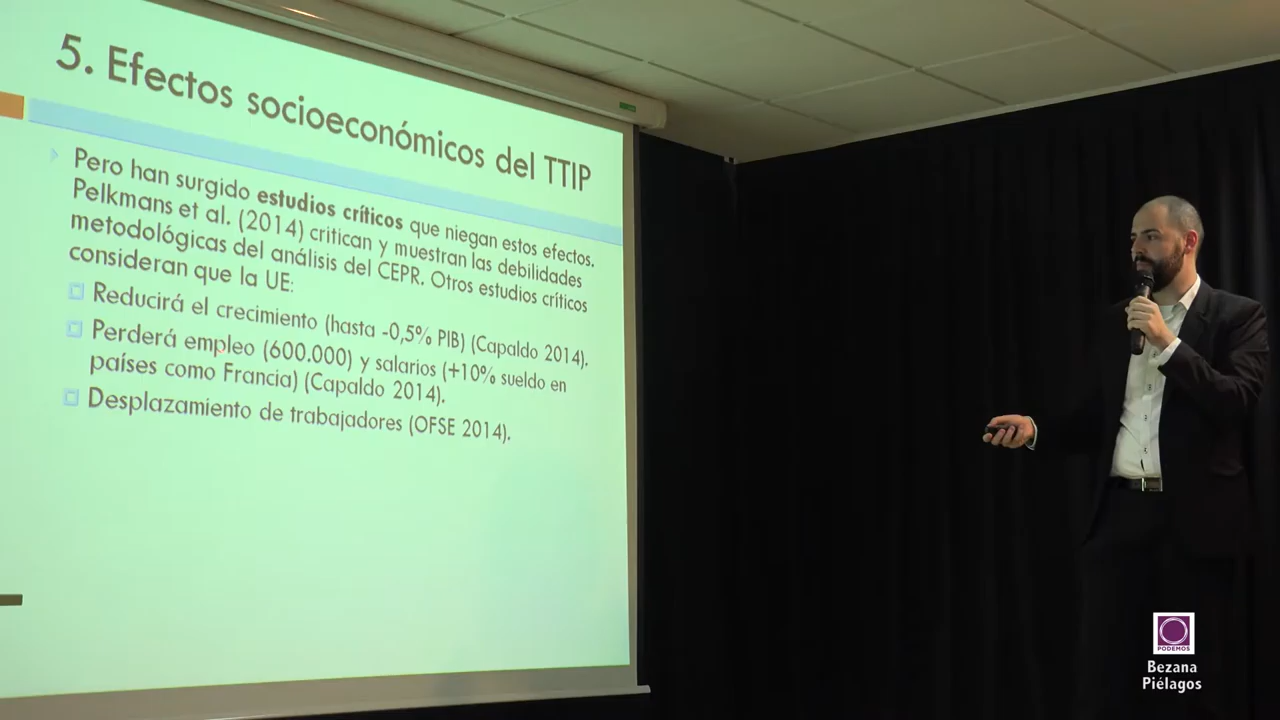 5. Efectos socioeconómicos del TTIP
Pero han surgido estudios críticos que niegan estos efectos.
Pelkmans et al. (2014) critican y muestran las debilidades
metodológicas del análisis del CEPR. Otros estudios críticos
consideran que la UE:
Reducirá el crecimiento (hasta -0,5% PIB) (Capaldo 2014).
Perderá empleo (600.000) y salarios (+10% sueldo en
países como Francia) (Capaldo 2014).
Desplazamiento de trabajadores (OFSE 2014).
PODEMOS
Bezana
Piélagos